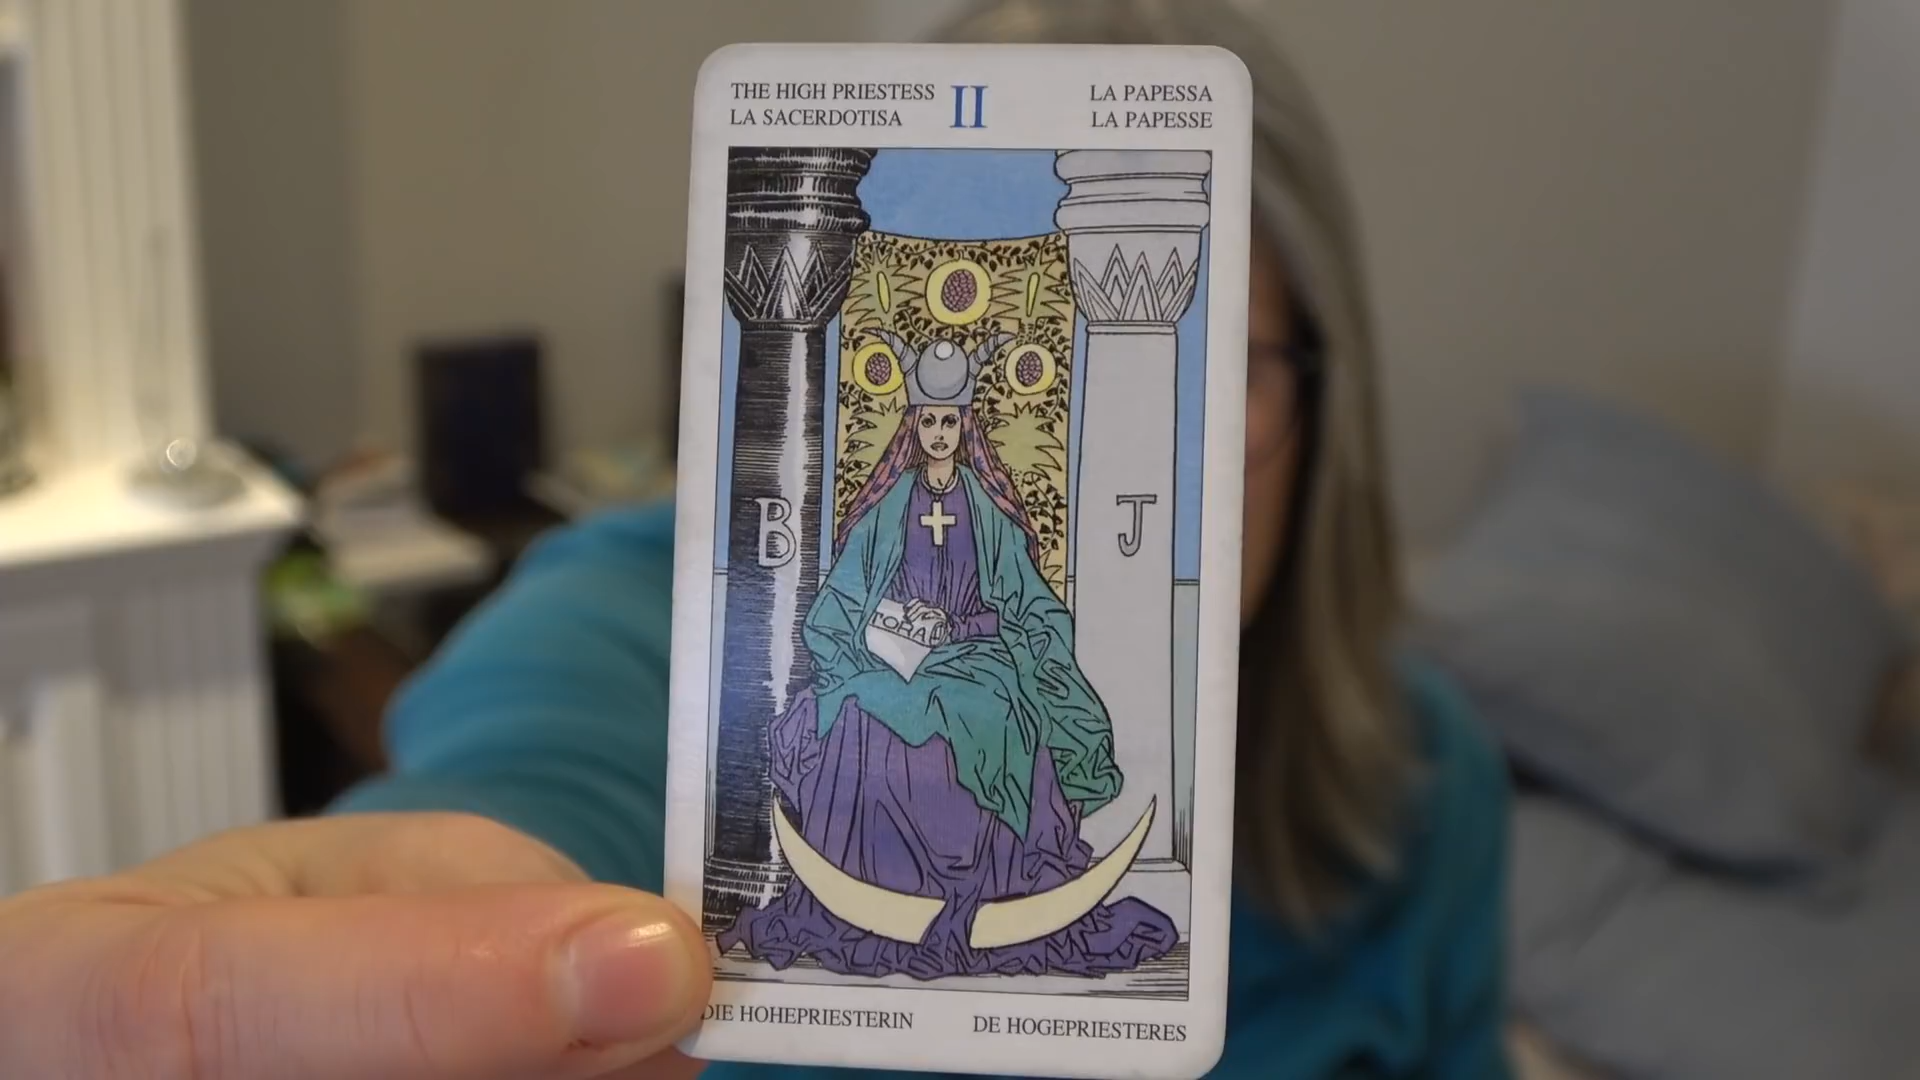 THE HIGH PRIESTESS
LA SACERDOTISA
II
LA PAPESSA
LA PAPESSE
B
J
TORA
DIE HOHEPRIESTERIN
DE HOGEPRIESTERES